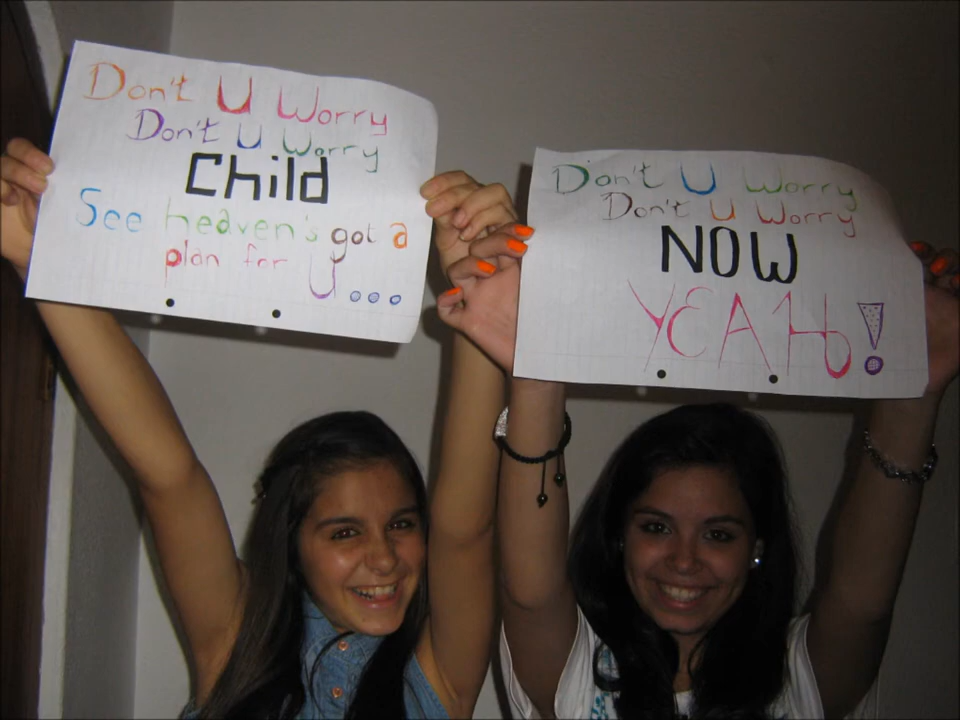 Don't U Worry
Don't U Worry
Child
See heaven's got a
plan for U...
Don't U Worry
Don't U Worry
NOW
YEAH!